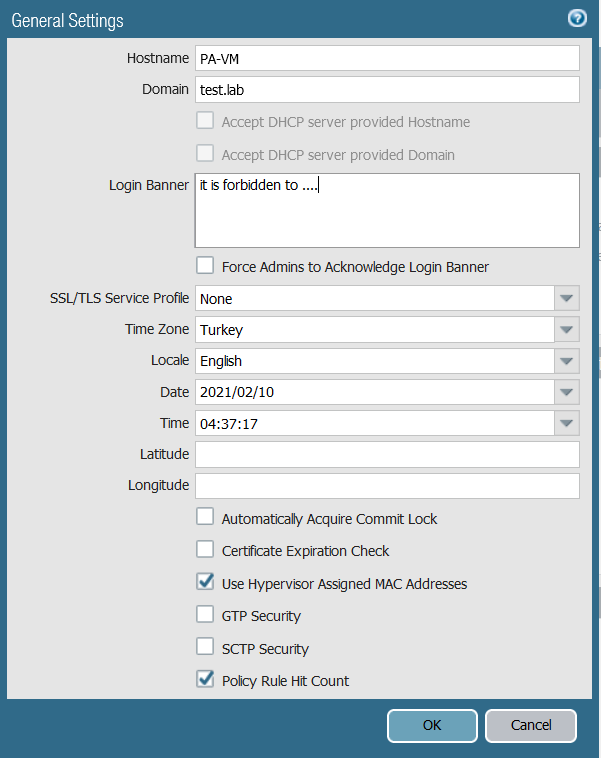 General Settings
Hostname PA-VM
Domain test.lab
Accept DHCP server provided Hostname
Accept DHCP server provided Domain
Login Banner it is forbidden to ....
Force Admins to Acknowledge Login Banner
SSL/TLS Service Profile None
Time Zone Turkey
Locale English
Date 2021/02/10
Time 04:37:17
Latitude
Longitude
Automatically Acquire Commit Lock
Certificate Expiration Check
Use Hypervisor Assigned MAC Addresses
GTP Security
SCTP Security
Policy Rule Hit Count
OK Cancel